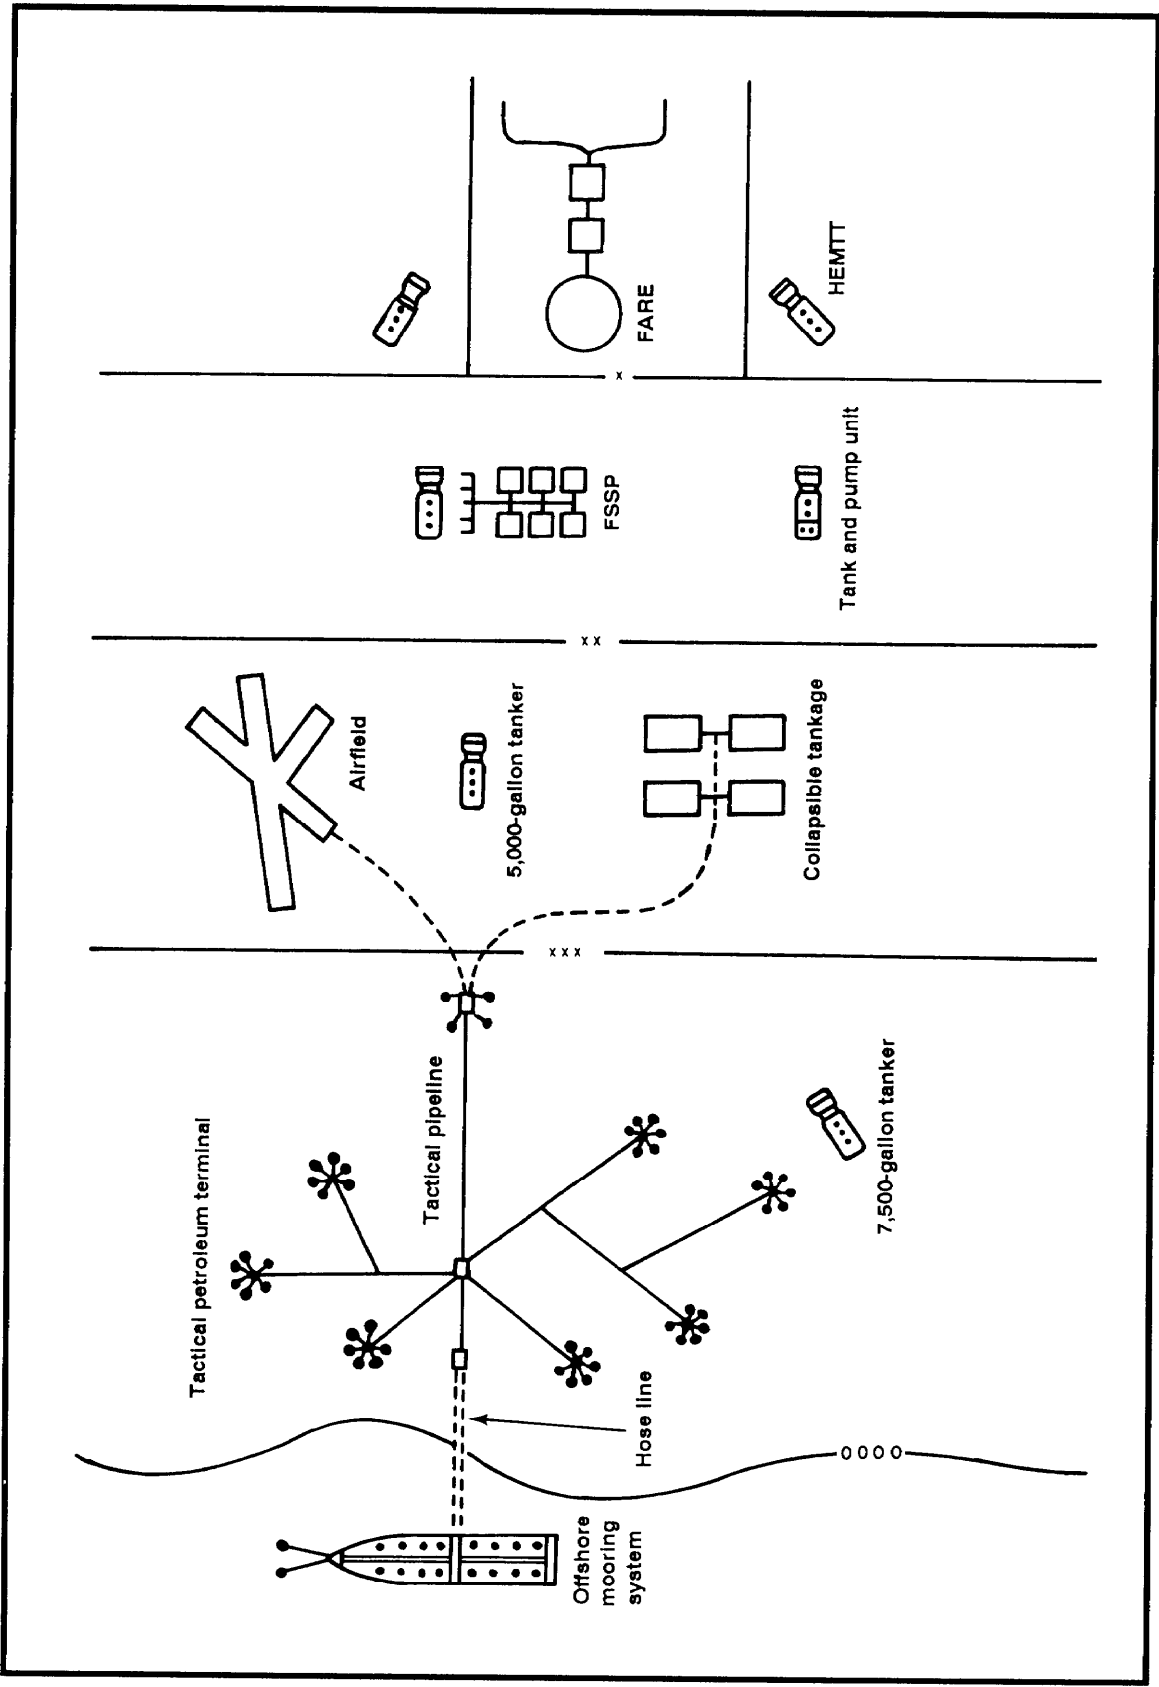 Offshore
mooring
system
Hose line
OOOO
Tactical petroleum terminal
Tactical pipeline
7,500-gallon tanker
xxx
Airfield
5,000-gallon tanker
Collapsible tankage
xx
FSSP
Tank and pump unit
x
FARE
HEMTT